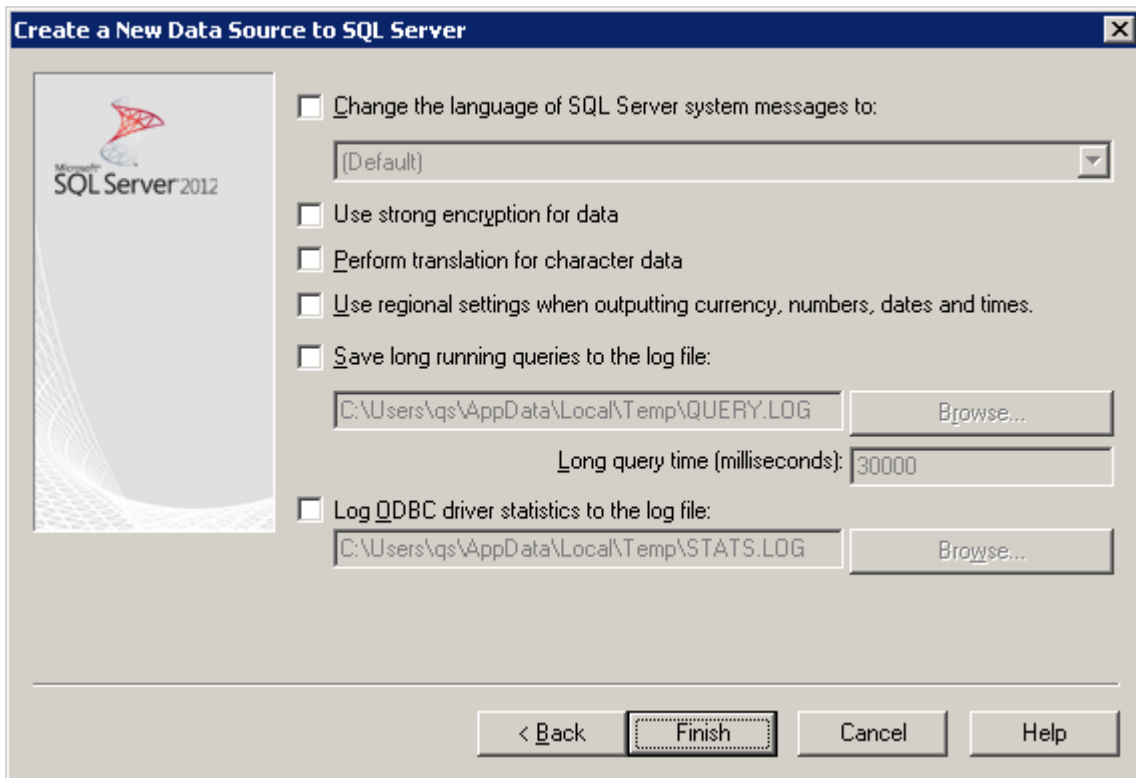 Create a New Data Source to SQL Server
Microsoft®
SQL Server 2012
Change the language of SQL Server system messages to:
(Default)
Use strong encryption for data
Perform translation for character data
Use regional settings when outputting currency, numbers, dates and times.
Save long running queries to the log file:
C:\Users\qs\AppData\Local\Temp\QUERY.LOG Browse...
Long query time (milliseconds): 30000
Log ODBC driver statistics to the log file:
C:\Users\qs\AppData\Local\Temp\STATS.LOG Browse...
< Back Finish Cancel Help